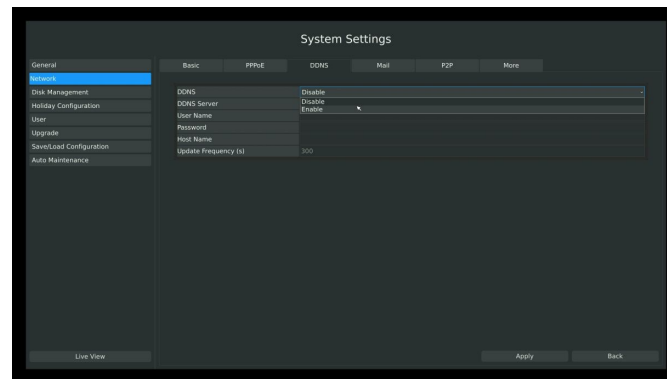 System Settings
General
Network
Disk Management
Holiday Configuration
User
Upgrade
Save/Load Configuration
Auto Maintenance
Basic PPPoE DDNS Mail P2P More
DDNS Disable
Disable
Enable
DDNS Server
User Name
Password
Host Name
Update Frequency (s) 300
Live View Apply Back